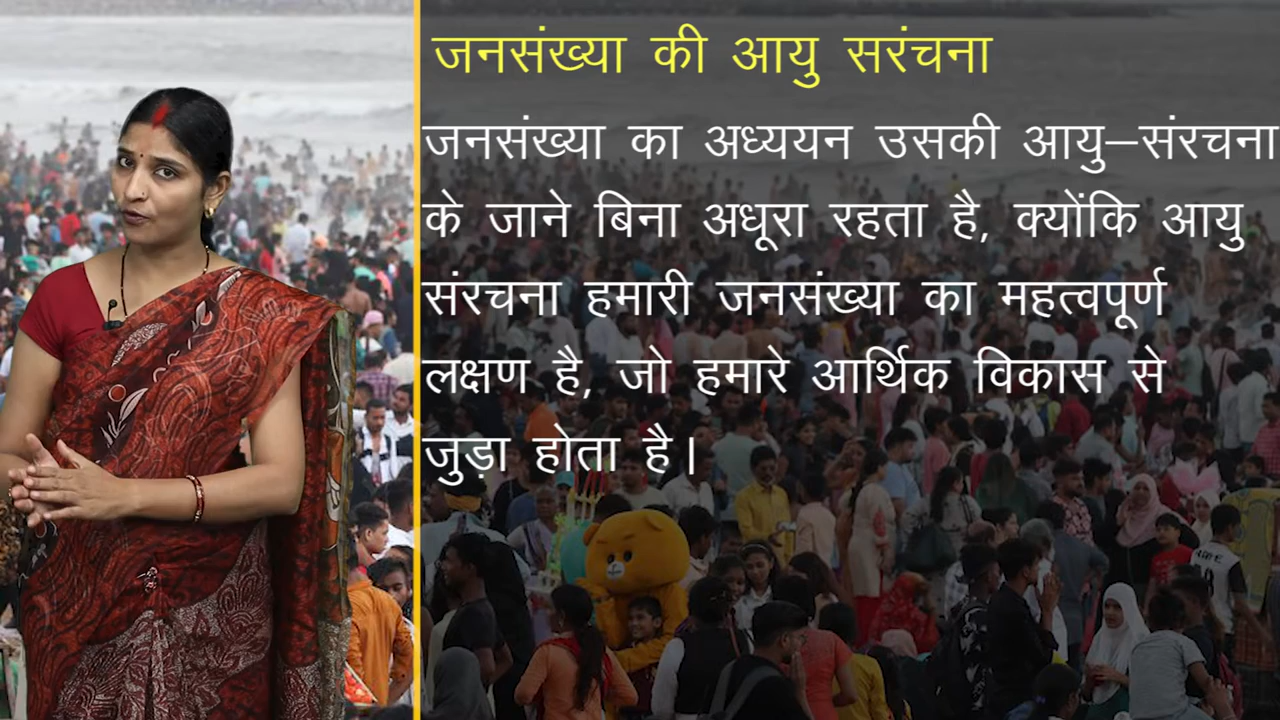 जनसंख्या की आयु सरंचना
जनसंख्या का अध्ययन उसकी आयु–संरचना
के जाने बिना अधूरा रहता है, क्योंकि आयु
संरचना हमारी जनसंख्या का महत्वपूर्ण
लक्षण है, जो हमारे आर्थिक विकास से
जुड़ा होता है।